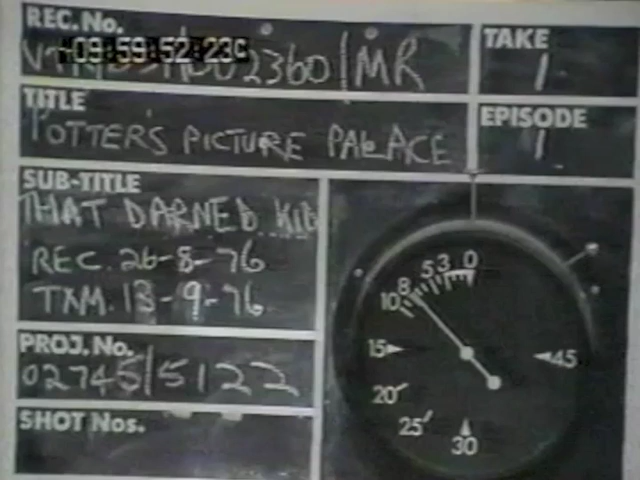 REC.No.
09:59:52:23
2360/MR
TAKE
1
TITLE
POTTER'S PICTURE PALACE
EPISODE
1
SUB-TITLE
THAT DARNED KID
REC. 26-8-76
TXM. 13-9-76
PROJ.No.
02745/5122
SHOT Nos.
0
3
5
8
10
15
20
25
30
45